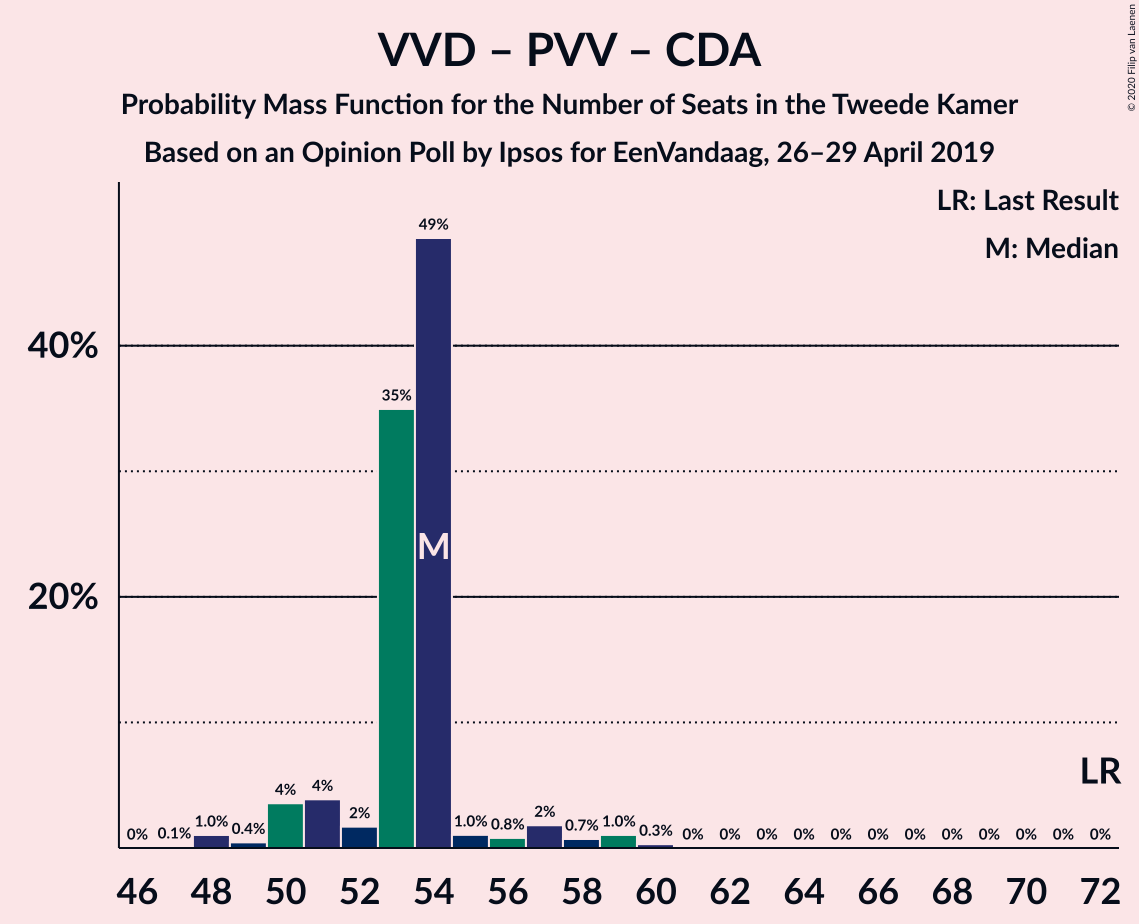 VVD – PVV – CDA
Probability Mass Function for the Number of Seats in the Tweede Kamer
Based on an Opinion Poll by Ipsos for EenVandaag, 26–29 April 2019
© 2020 Filip van Laenen
LR: Last Result
M: Median
49%
40%
35%
M
20%
LR
0% 0.1% 1.0% 0.4% 4% 4% 2% 1.0% 0.8% 2% 0.7% 1.0% 0.3% 0% 0% 0% 0% 0% 0% 0% 0% 0% 0% 0% 0%
46 48 50 52 54 56 58 60 62 64 66 68 70 72